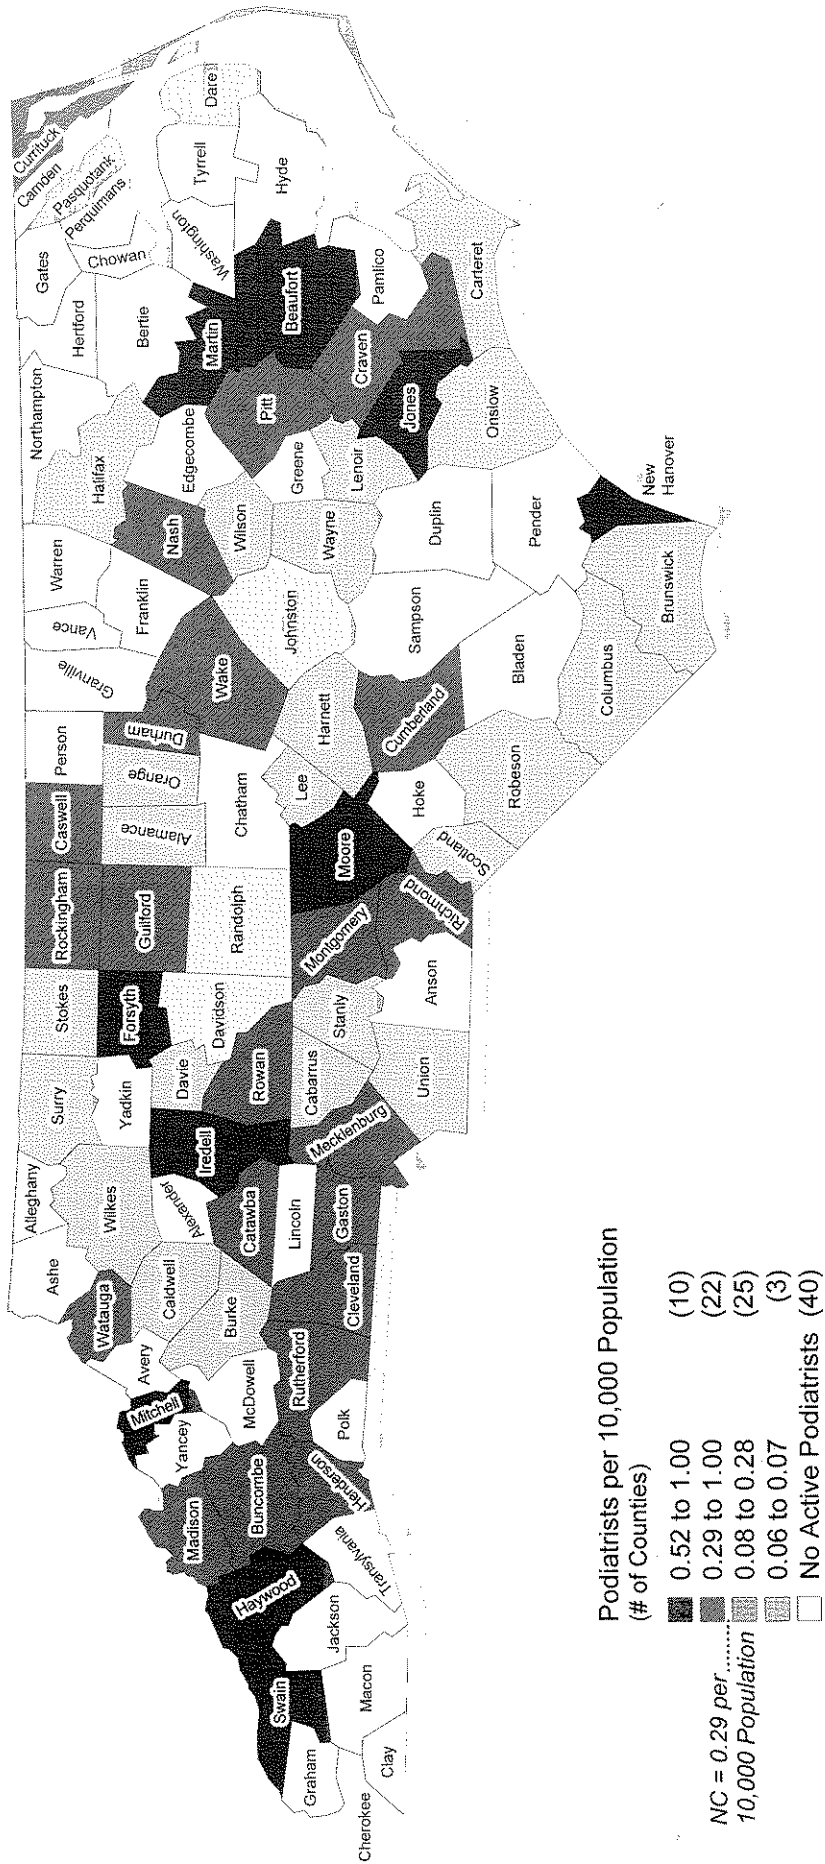 Cherokee
Graham
Clay
Swain
Macon
Jackson
Haywood
Transylvania
Madison
Buncombe
Henderson
Yancey
Mitchell
McDowell
Polk
Rutherford
Avery
Watauga
Burke
Caldwell
Cleveland
Ashe
Alleghany
Wilkes
Alexander
Catawba
Lincoln
Gaston
Surry
Yadkin
Iredell
Davie
Rowan
Mecklenburg
Cabarrus
Union
Stokes
Forsyth
Davidson
Stanly
Anson
Rockingham
Guilford
Randolph
Montgomery
Richmond
Caswell
Alamance
Orange
Chatham
Moore
Scotland
Hoke
Lee
Person
Durham
Wake
Harnett
Cumberland
Robeson
Granville
Vance
Warren
Franklin
Johnston
Sampson
Bladen
Columbus
Brunswick
Nash
Wilson
Wayne
Duplin
Pender
New
Hanover
Northampton
Halifax
Edgecombe
Greene
Lenoir
Pitt
Jones
Onslow
Craven
Hertford
Bertie
Martin
Beaufort
Pamlico
Carteret
Gates
Chowan
Perquimans
Pasquotank
Camden
Currituck
Washington
Tyrrell
Dare
Hyde
Podiatrists per 10,000 Population
(# of Counties)
0.52 to 1.00 (10)
0.29 to 1.00 (22)
0.08 to 0.28 (25)
0.06 to 0.07 (3)
No Active Podiatrists (40)
NC = 0.29 per
10,000 Population